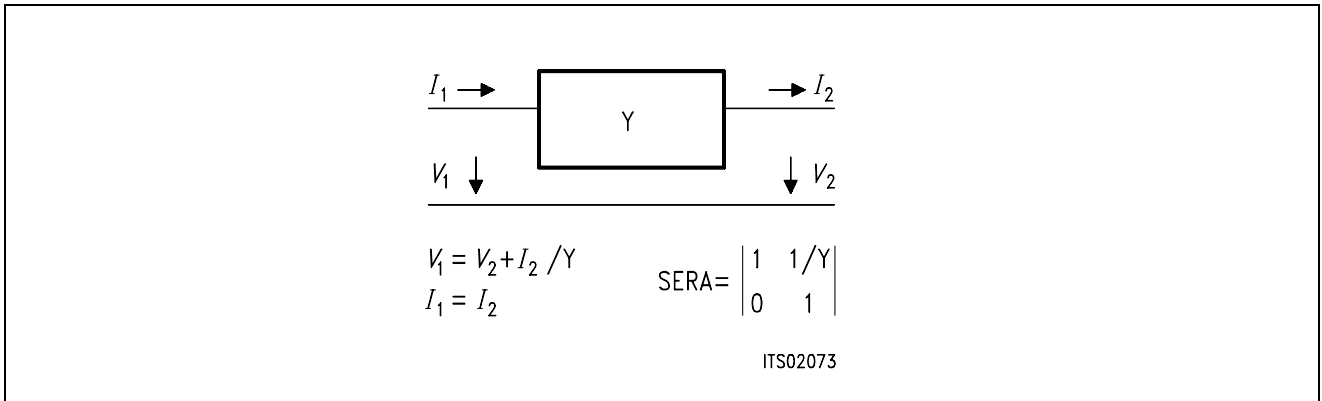 I₁ → → I₂
Y
V₁ ↓ ↓ V₂
V₁ = V₂+I₂ /Y
I₁ = I₂
SERA= |1 1/Y|
|0 1|
ITS02073